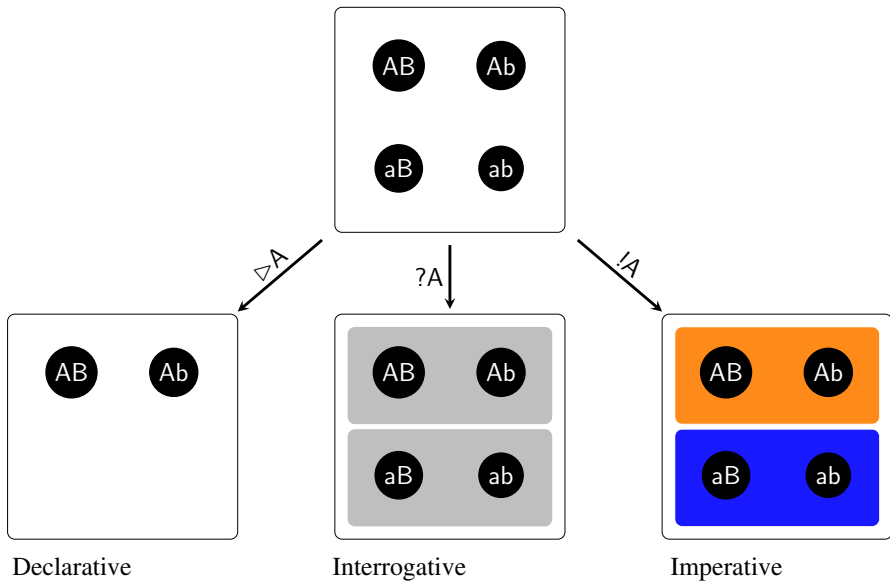 AB Ab
aB ab
▷A ?A !A
AB Ab AB Ab AB Ab
aB ab aB ab
Declarative Interrogative Imperative